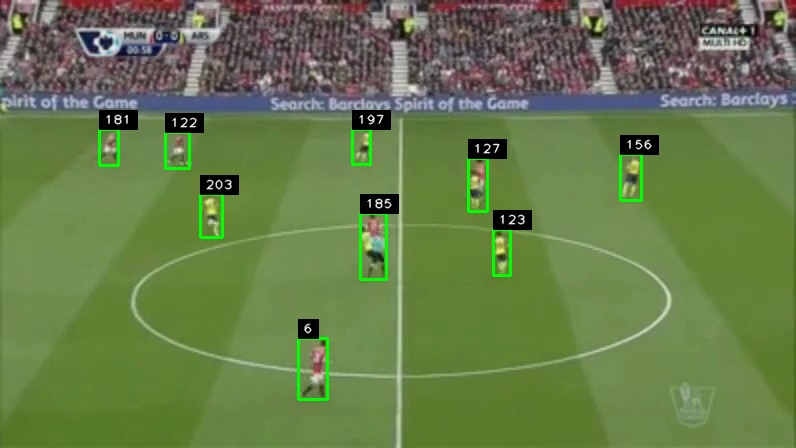 MUN 0-0 ARS
00:58
CANAL+ 1
MULTI HD
pirit of the Game
Search: Barclays Spirit of the Game
Search: Barclays S
181
122
197
127
156
203
185
123
6